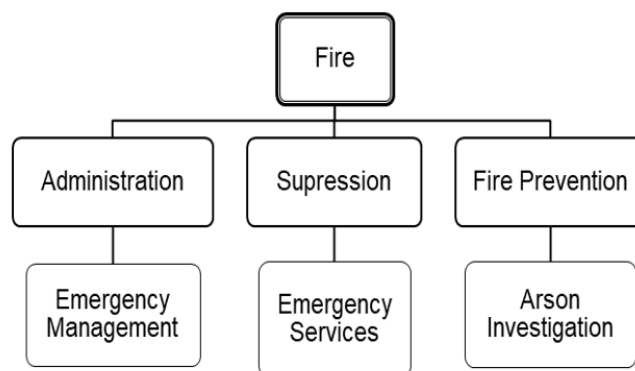 Fire
Administration
Supression
Fire Prevention
Emergency
Management
Emergency
Services
Arson
Investigation